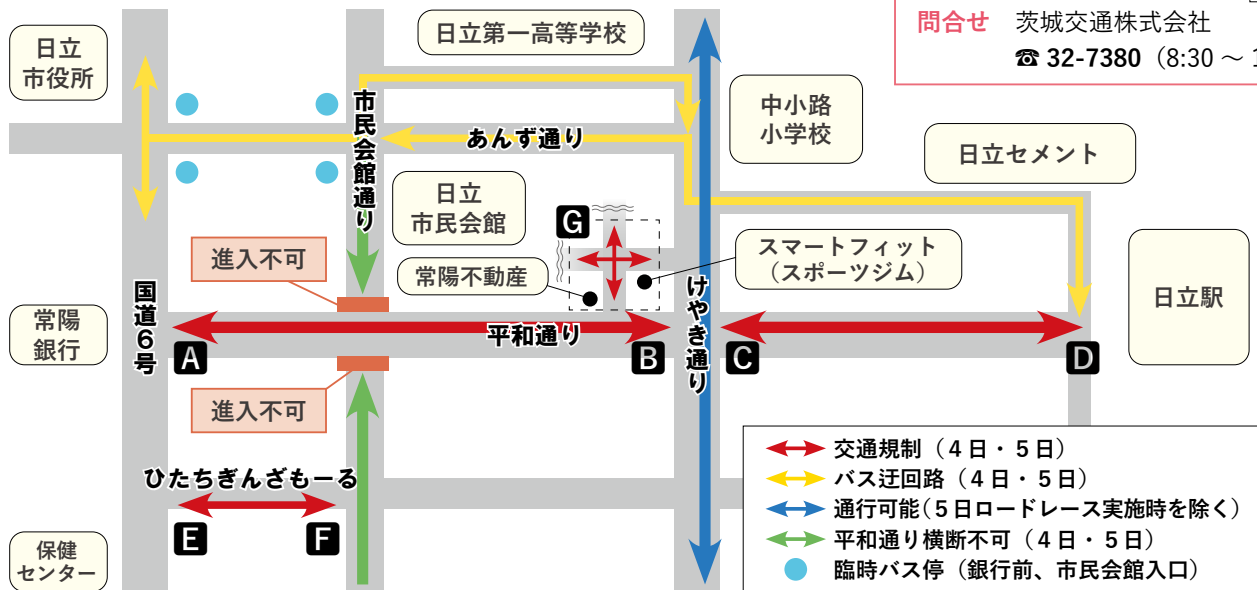 問合せ 茨城交通株式会社
☎ 32-7380(8:30 ～
日立
市役所
日立第一高等学校
中小路
小学校
日立セメント
市民会館通り
あんず通り
日立
市民会館
G
スマートフィット
(スポーツジム)
常陽不動産
進入不可
日立駅
国道6号
常陽
銀行
平和通り
けやき通り
A
B
C
D
進入不可
ひたちぎんざもーる
E
F
保健
センター
交通規制(4日・5日)
バス迂回路(4日・5日)
通行可能(5日ロードレース実施時を除く)
平和通り横断不可(4日・5日)
臨時バス停(銀行前、市民会館入口)